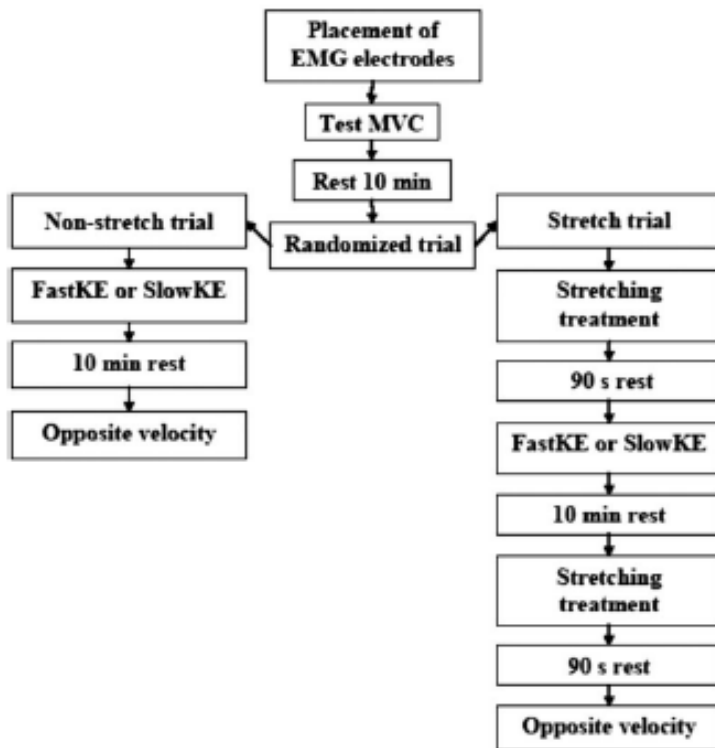 Placement of
EMG electrodes
Test MVC
Rest 10 min
Randomized trial
Non-stretch trial
FastKE or SlowKE
10 min rest
Opposite velocity
Stretch trial
Stretching
treatment
90 s rest
FastKE or SlowKE
10 min rest
Stretching
treatment
90 s rest
Opposite velocity